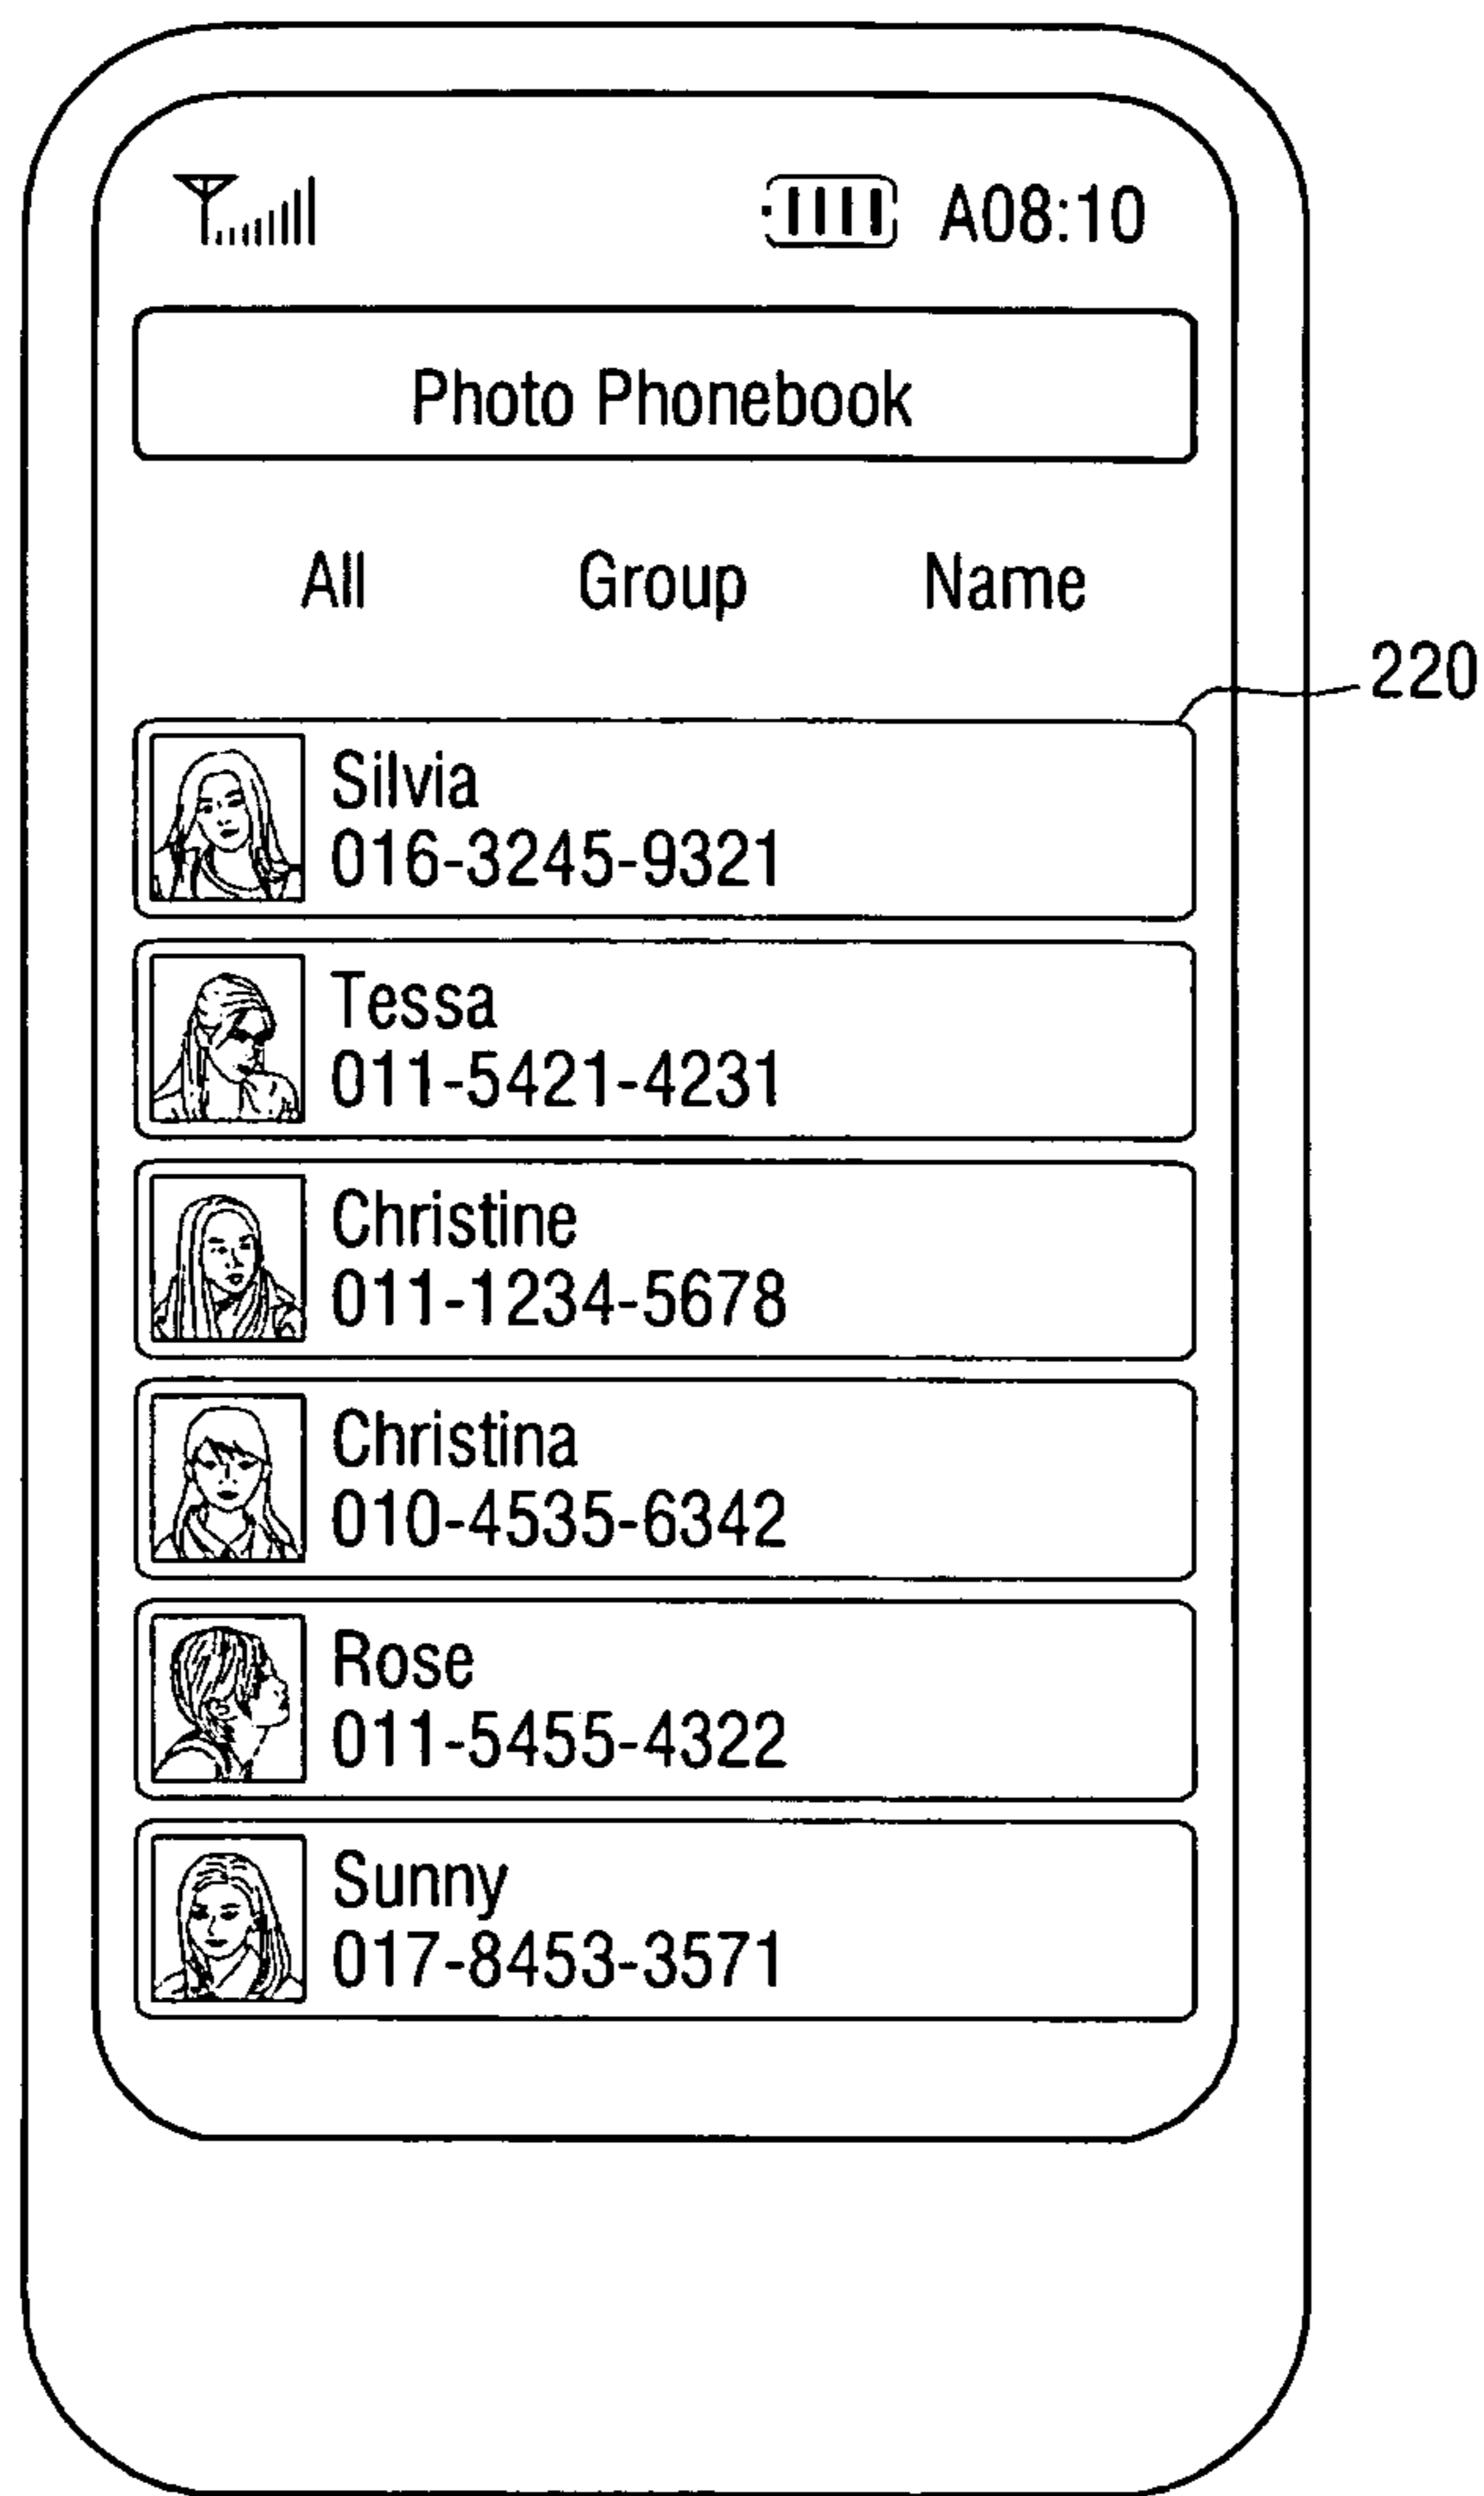 A08:10
Photo Phonebook
All Group Name
220
Silvia
016-3245-9321
Tessa
011-5421-4231
Christine
011-1234-5678
Christina
010-4535-6342
Rose
011-5455-4322
Sunny
017-8453-3571